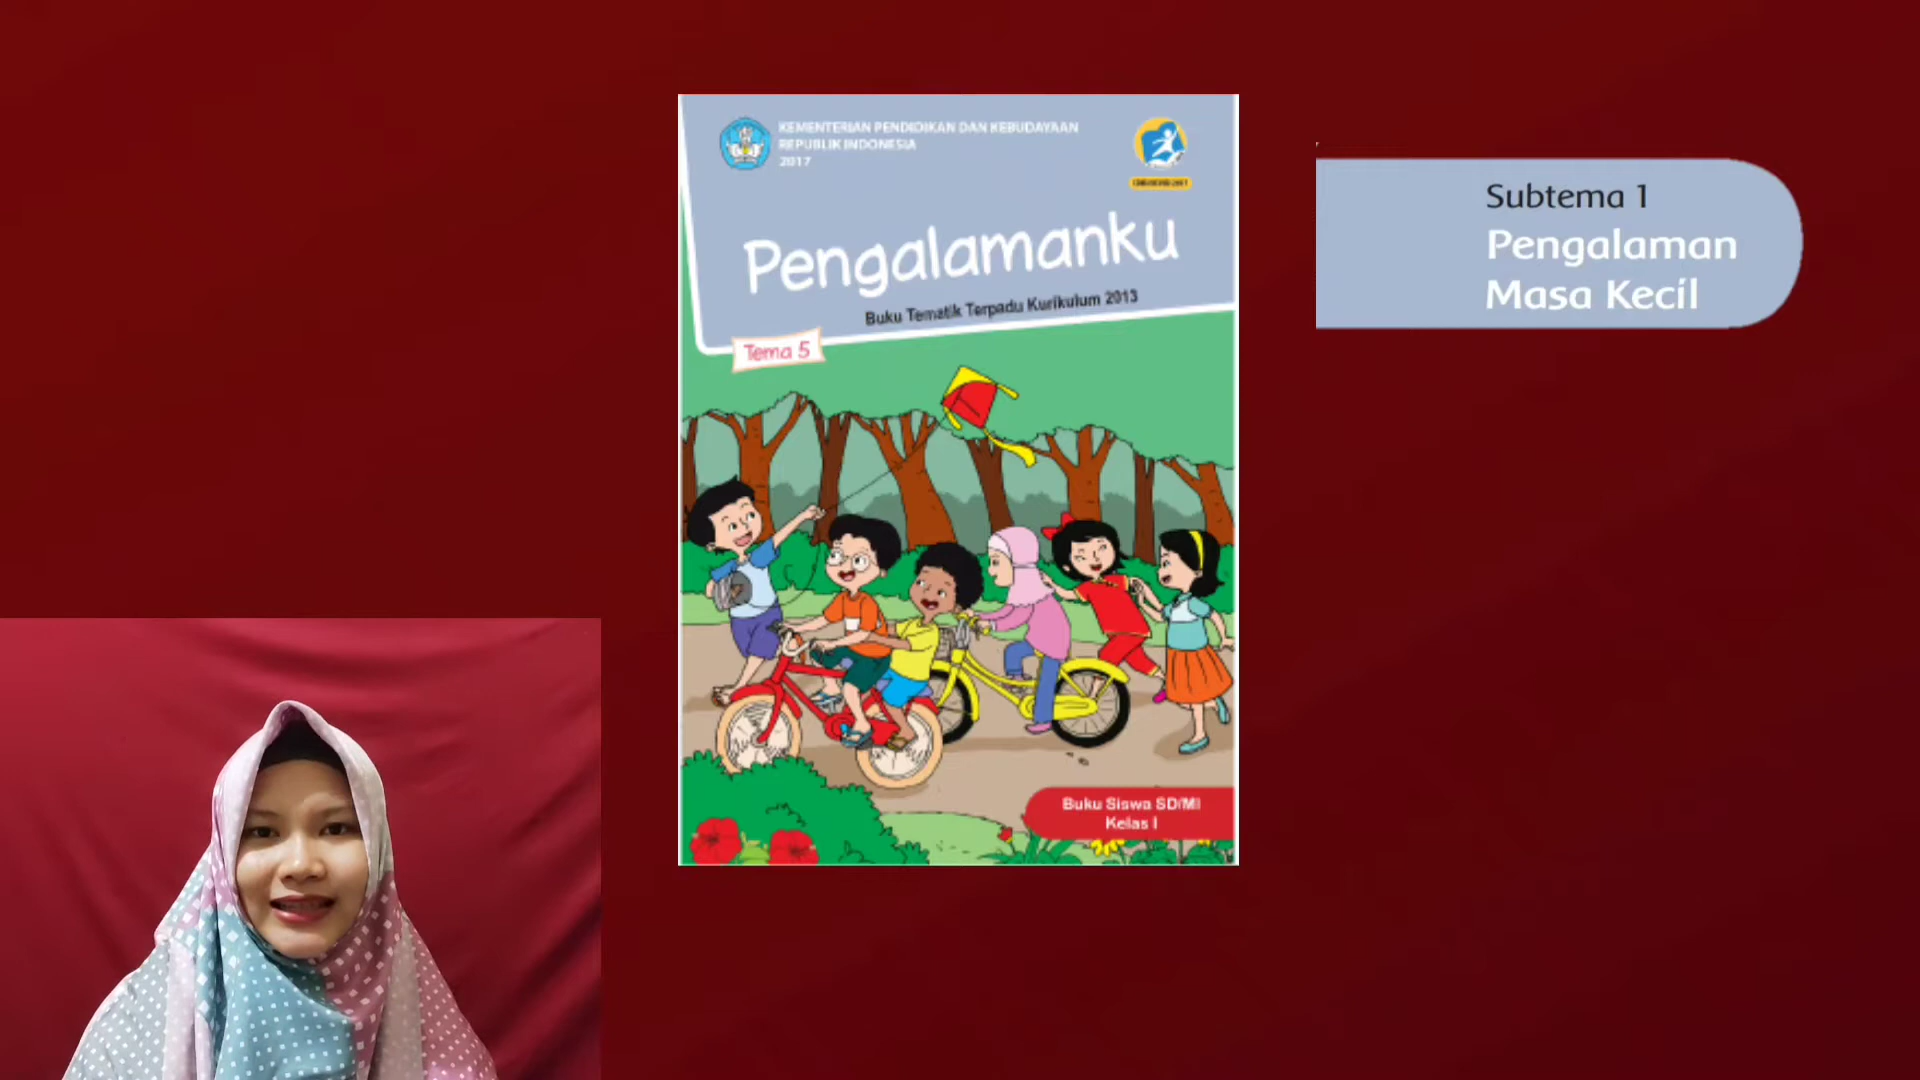 KEMENTERIAN PENDIDIKAN DAN KEBUDAYAAN
REPUBLIK INDONESIA
2017
Pengalamanku
Buku Tematik Terpadu Kurikulum 2013
Tema 5
Buku Siswa SD/MI
Kelas I
Subtema 1
Pengalaman
Masa Kecil